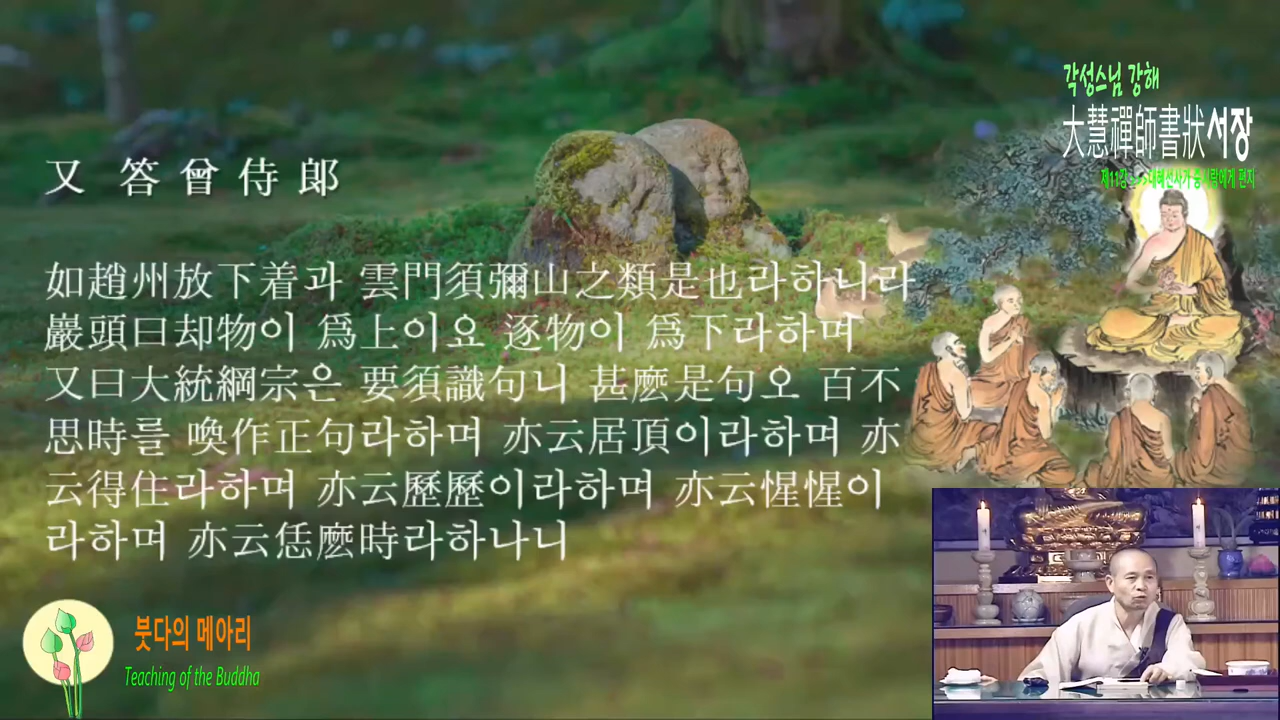 각성스님 강해
大慧禪師書狀서장
又 答 曾 侍 郞
如趙州放下着과 雲門須彌山之類是也라하니라
巖頭曰却物이 爲上이요 逐物이 爲下라하며
又曰大統綱宗은 要須識句니 甚麽是句오 百不
思時를 喚作正句라하며 亦云居頂이라하며 亦
云得住라하며 亦云歷歷이라하며 亦云惺惺이
라하며 亦云恁麽時라하나니
붓다의 메아리
Teaching of the Buddha